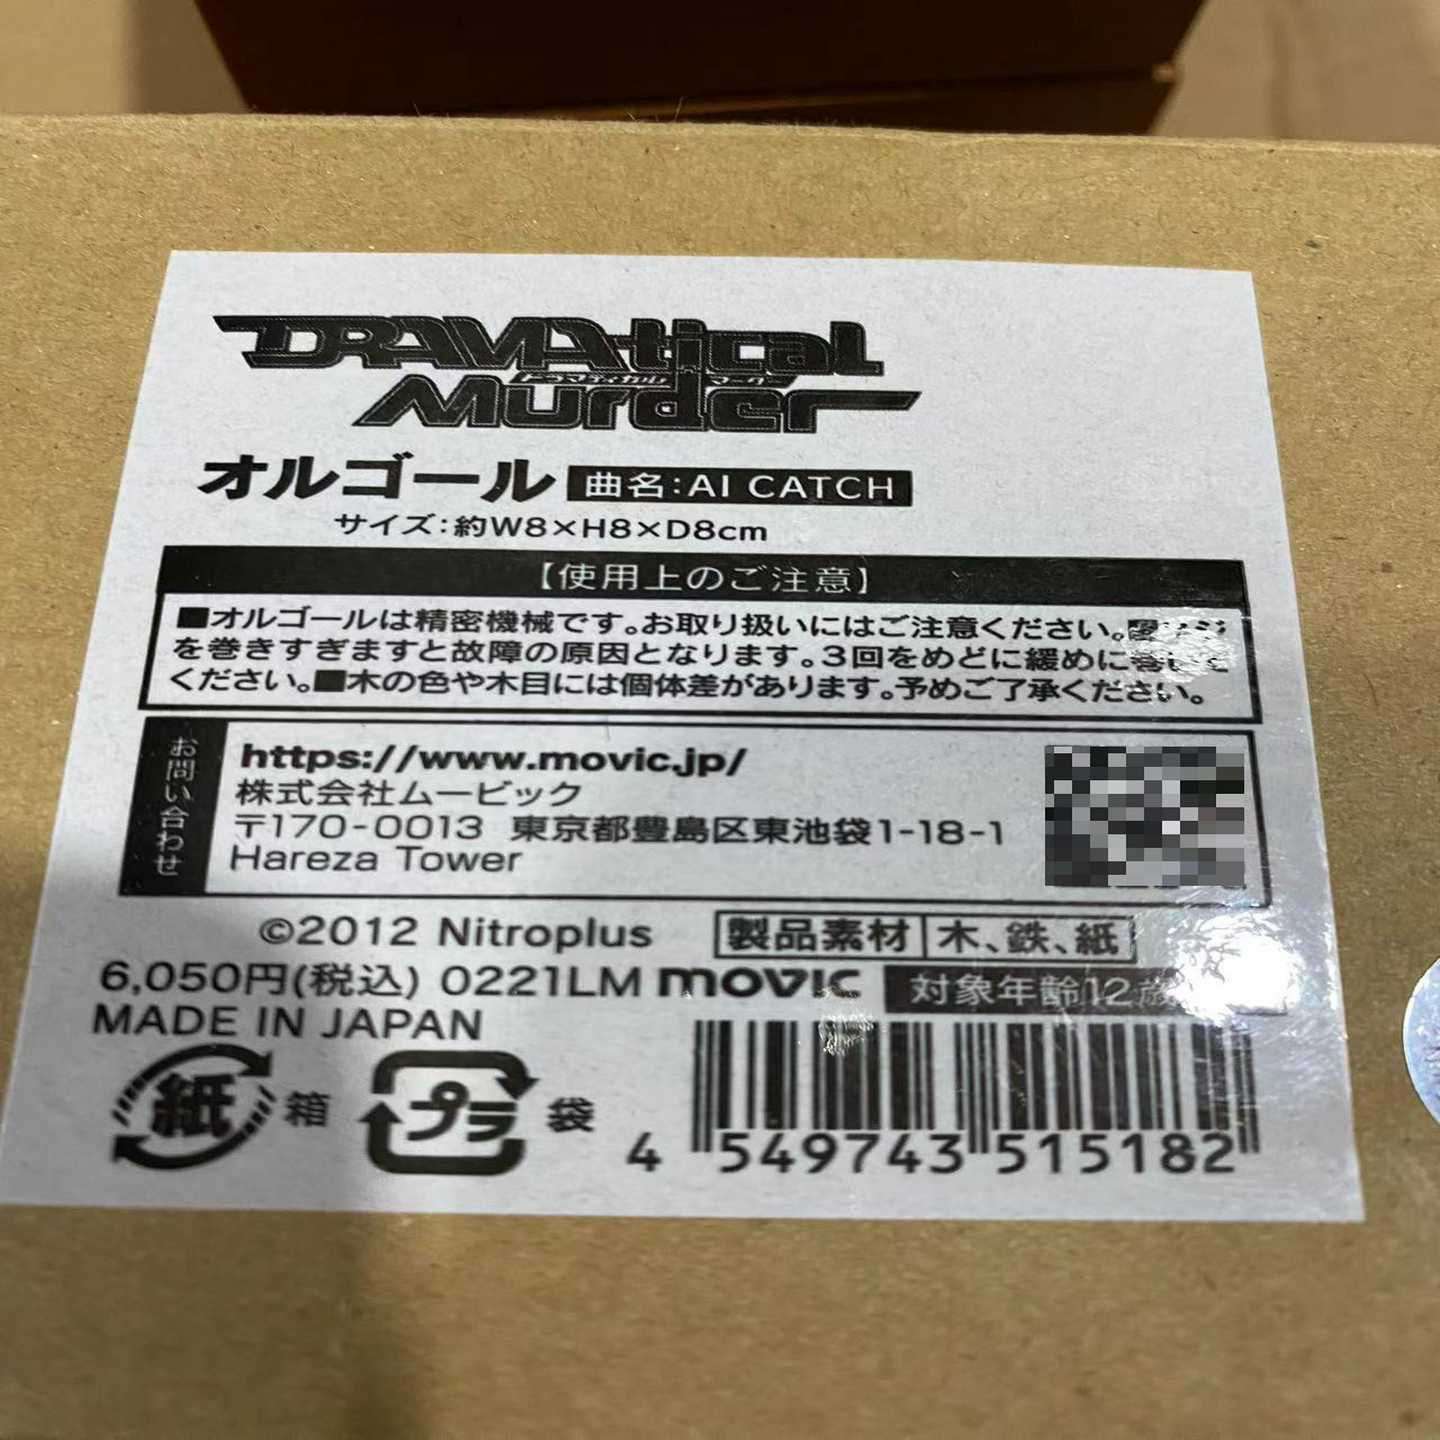 DRAMAtical
ドラマティカル マーダー
Murder
オルゴール 曲名:AI CATCH
サイズ:約W8×H8×D8cm
【使用上のご注意】
■オルゴールは精密機械です。お取り扱いにはご注意ください。
を巻きすぎますと故障の原因となります。3回をめどに緩めに巻いて
ください。■木の色や木目には個体差があります。予めご了承ください。
お問い合わせ
https://www.movic.jp/
株式会社ムービック
〒170-0013 東京都豊島区東池袋1-18-1
Hareza Tower
©2012 Nitroplus 製品素材 木、鉄、紙
6,050円(税込) 0221LM movic 対象年齢12歳
MADE IN JAPAN
紙 箱 プラ 袋
4 549743 515182